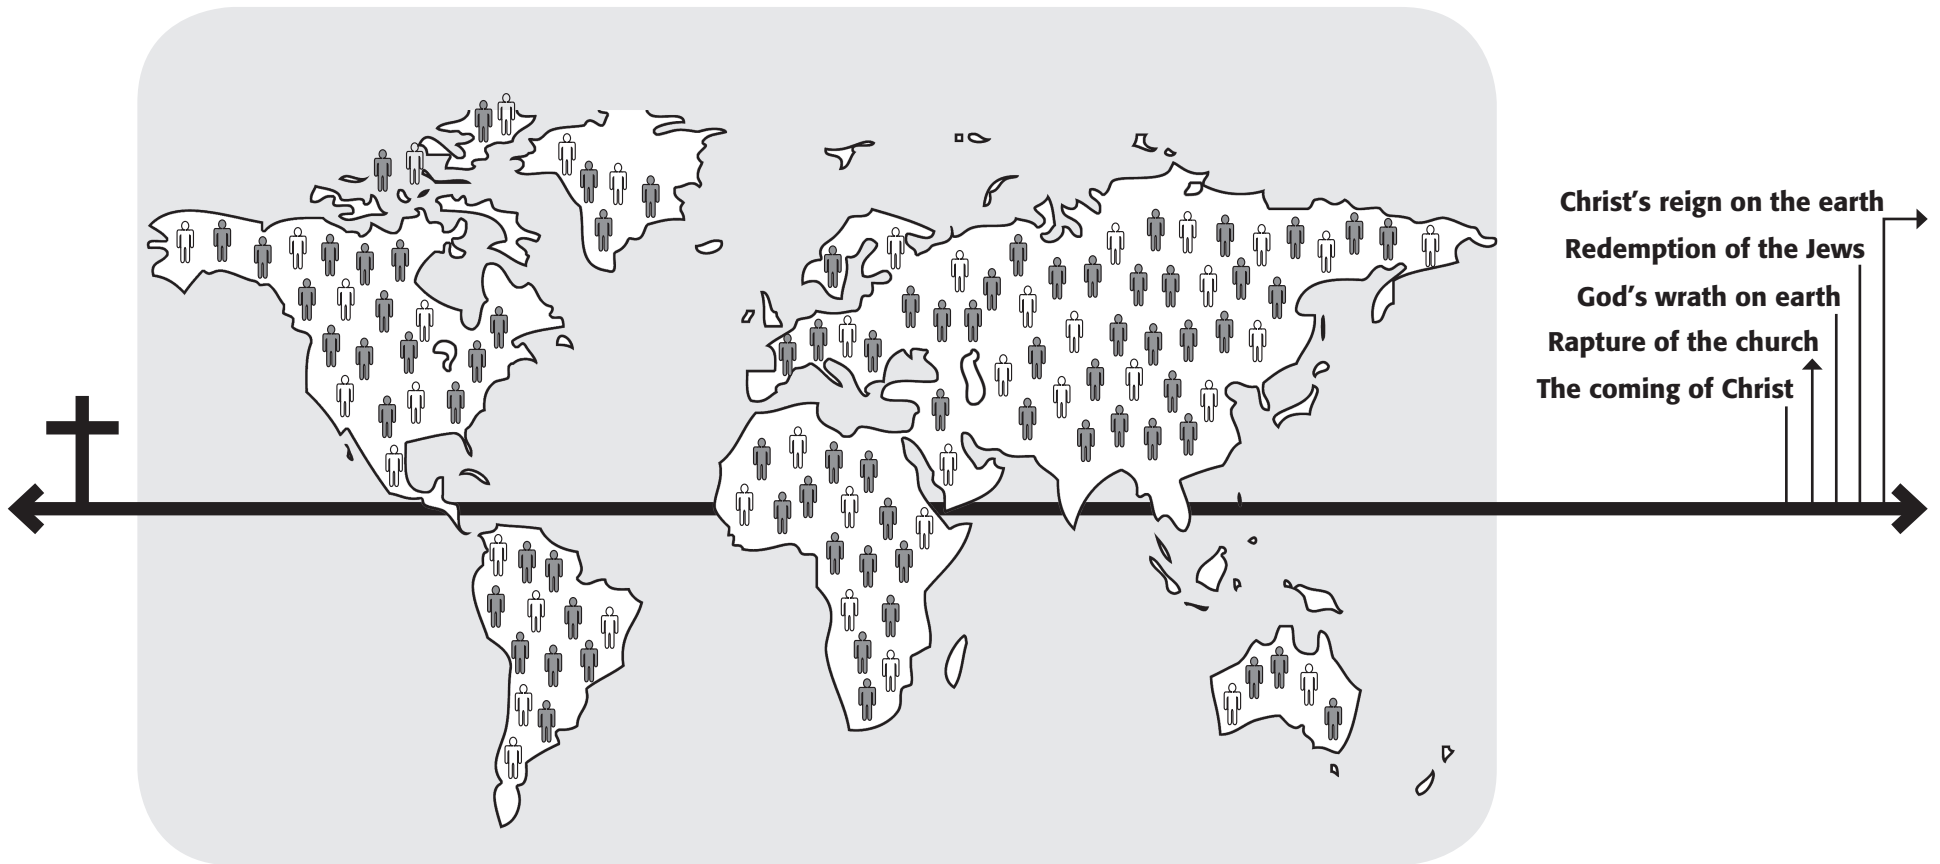 Christ’s reign on the earth
Redemption of the Jews
God’s wrath on earth
Rapture of the church
The coming of Christ